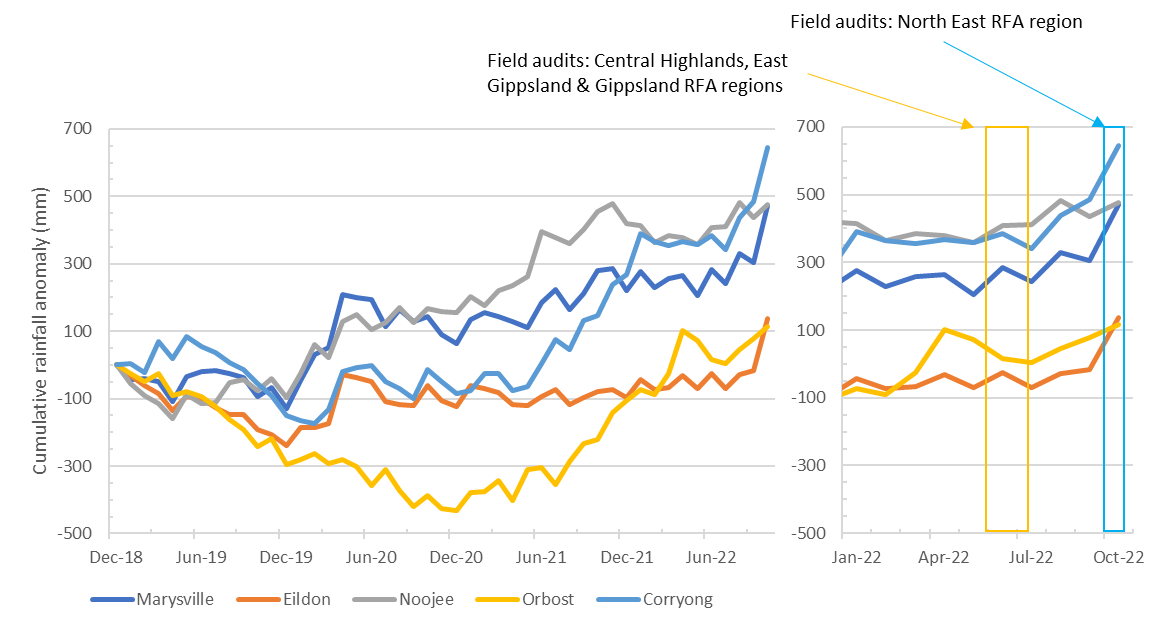 Field audits: North East RFA region
Field audits: Central Highlands, East
Gippsland & Gippsland RFA regions
Cumulative rainfall anomaly (mm)
700
500
300
100
-100
-300
-500
Dec-18 Jun-19 Dec-19 Jun-20 Dec-20 Jun-21 Dec-21 Jun-22
700
500
300
100
-100
-300
-500
Jan-22 Apr-22 Jul-22 Oct-22
Marysville Eildon Noojee Orbost Corryong